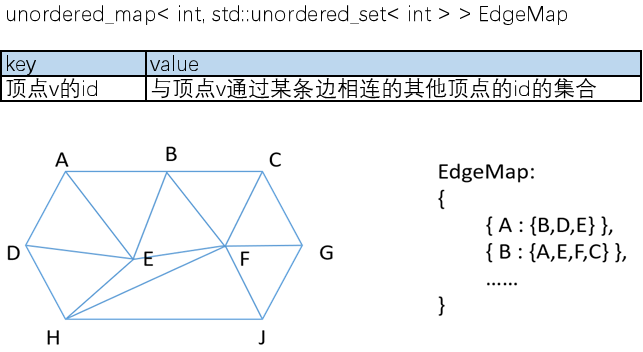 unordered_map< int, std::unordered_set< int > > EdgeMap
key value
顶点v的id 与顶点v通过某条边相连的其他顶点的id的集合
A B C
D E F G
H J
EdgeMap:
{
{ A : {B,D,E} },
{ B : {A,E,F,C} },
......
}